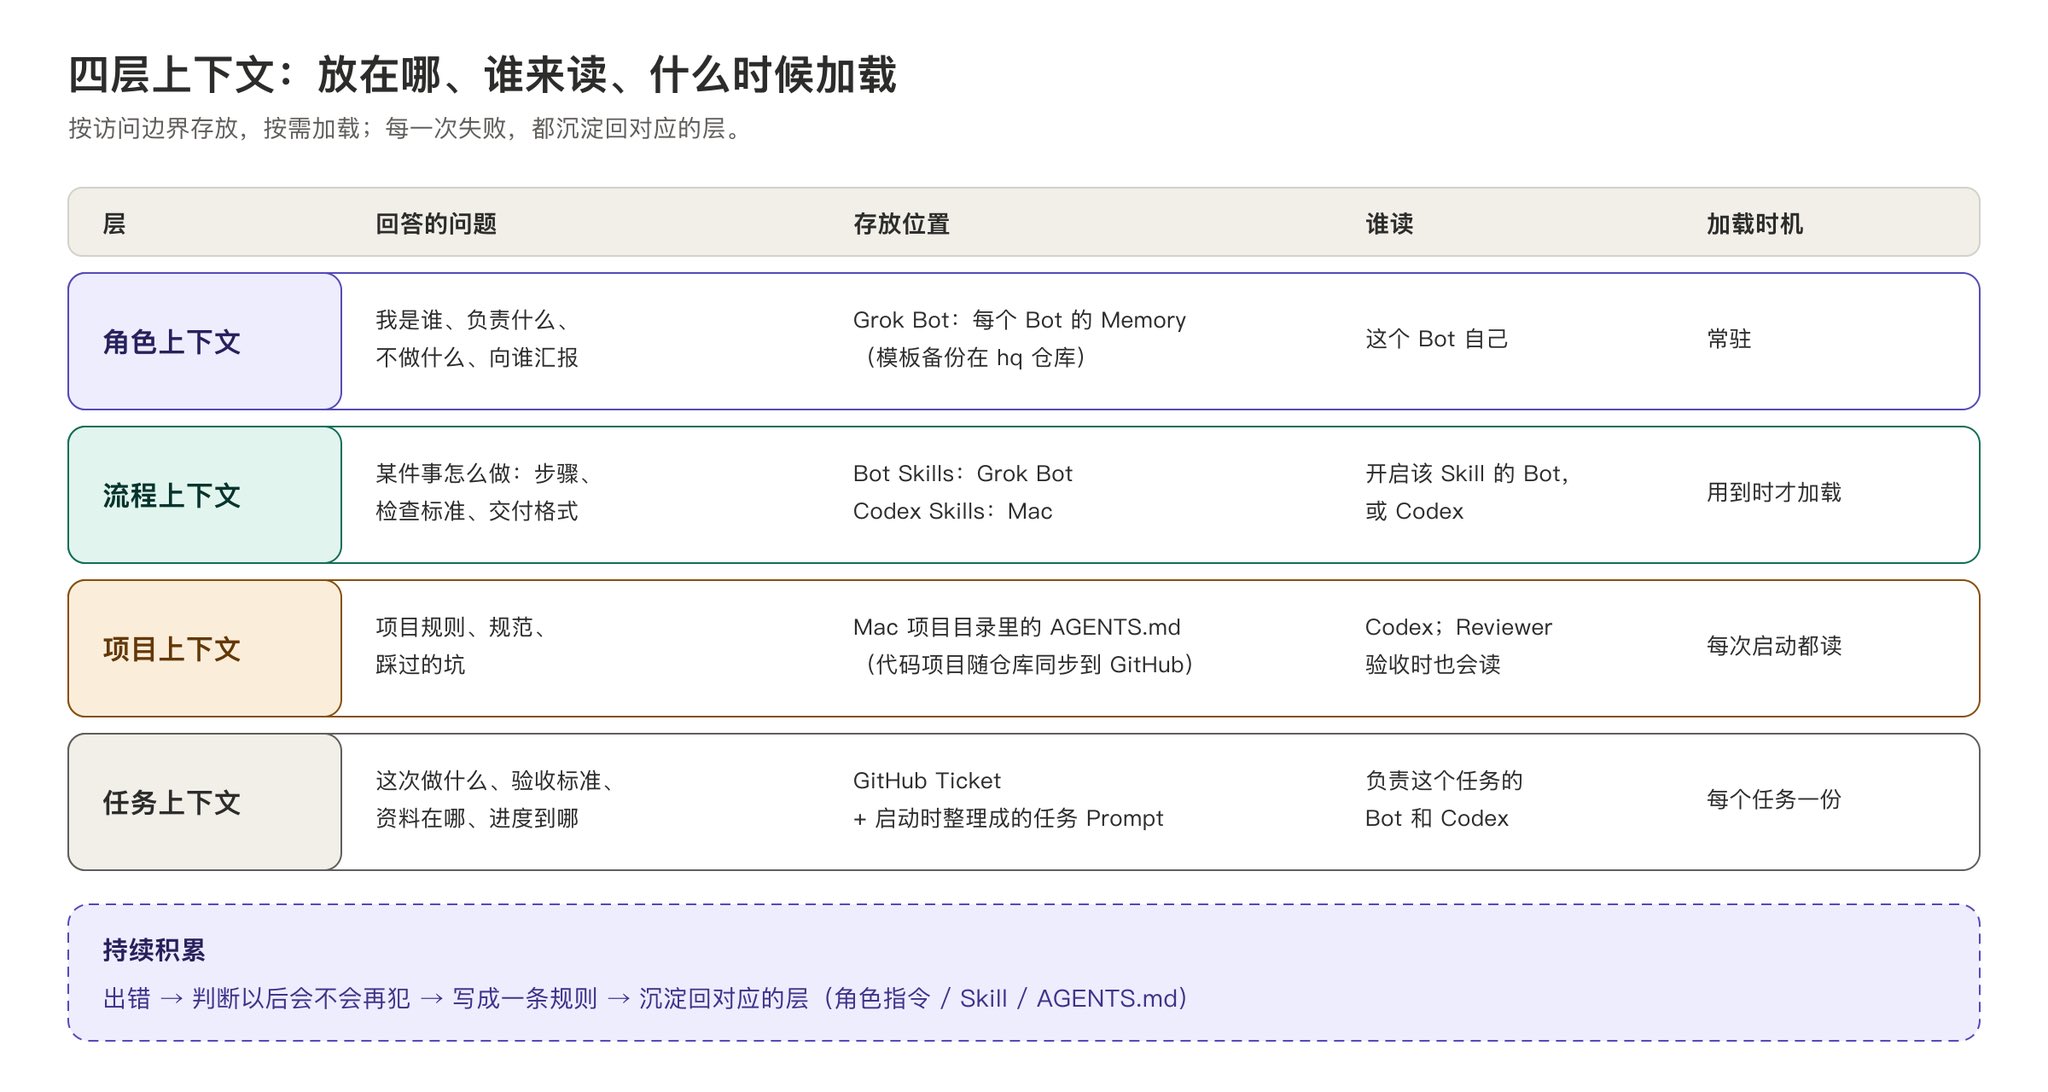 四层上下文：放在哪、谁来读、什么时候加载
按访问边界存放，按需加载；每一次失败，都沉淀回对应的层。
层 回答的问题 存放位置 谁读 加载时机
角色上下文
我是谁、负责什么、
不做什么、向谁汇报
Grok Bot：每个 Bot 的 Memory
（模板备份在 hq 仓库）
这个 Bot 自己
常驻
流程上下文
某件事怎么做：步骤、
检查标准、交付格式
Bot Skills：Grok Bot
Codex Skills：Mac
开启该 Skill 的 Bot，
或 Codex
用到时才加载
项目上下文
项目规则、规范、
踩过的坑
Mac 项目目录里的 AGENTS.md
（代码项目随仓库同步到 GitHub）
Codex；Reviewer
验收时也会读
每次启动都读
任务上下文
这次做什么、验收标准、
资料在哪、进度到哪
GitHub Ticket
+ 启动时整理成的任务 Prompt
负责这个任务的
Bot 和 Codex
每个任务一份
持续积累
出错 → 判断以后会不会再犯 → 写成一条规则 → 沉淀回对应的层（角色指令 / Skill / AGENTS.md）